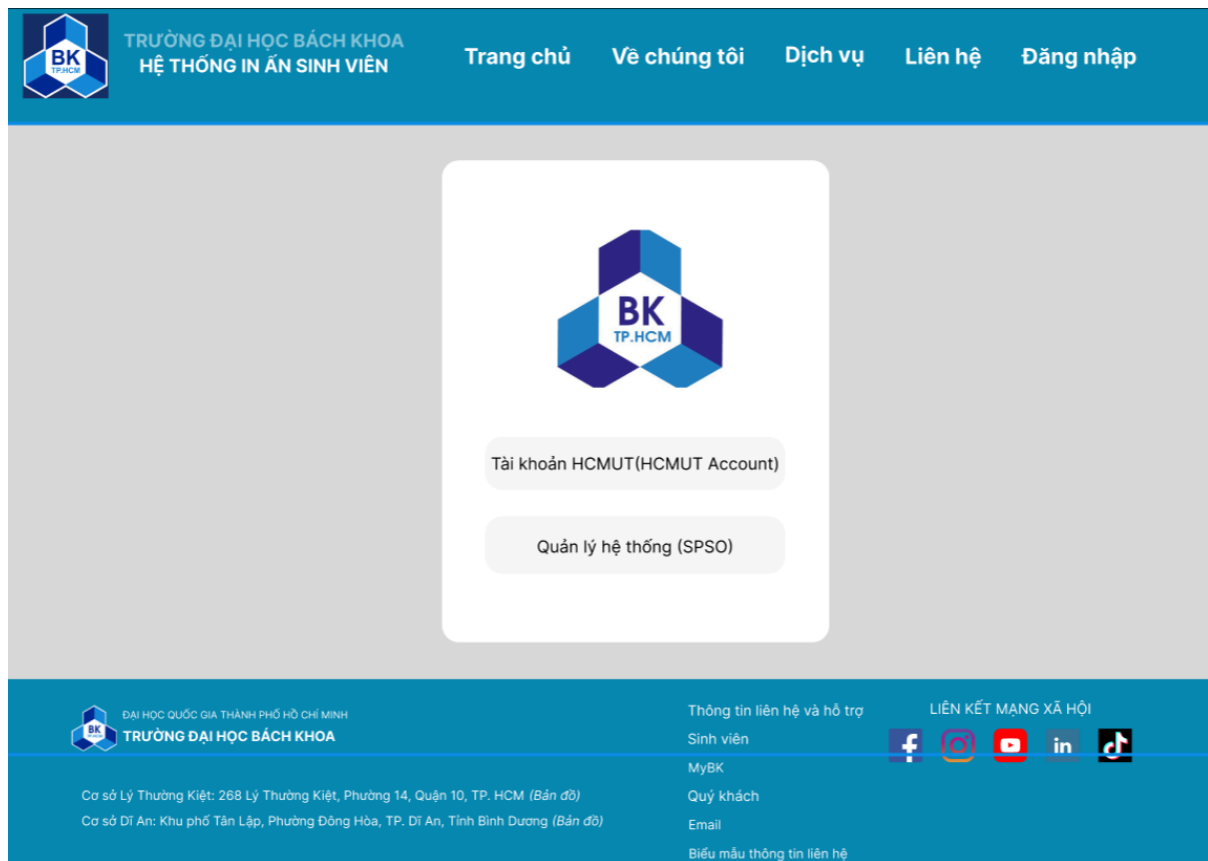 BK
TP.HCM
TRƯỜNG ĐẠI HỌC BÁCH KHOA
HỆ THỐNG IN ẤN SINH VIÊN
Trang chủ
Về chúng tôi
Dịch vụ
Liên hệ
Đăng nhập
BK
TP.HCM
Tài khoản HCMUT(HCMUT Account)
Quản lý hệ thống (SPSO)
BK
ĐẠI HỌC QUỐC GIA THÀNH PHỐ HỒ CHÍ MINH
TRƯỜNG ĐẠI HỌC BÁCH KHOA
Cơ sở Lý Thường Kiệt: 268 Lý Thường Kiệt, Phường 14, Quận 10, TP. HCM (Bản đồ)
Cơ sở Dĩ An: Khu phố Tân Lập, Phường Đông Hòa, TP. Dĩ An, Tỉnh Bình Dương (Bản đồ)
Thông tin liên hệ và hỗ trợ
Sinh viên
MyBK
Quý khách
Email
Biểu mẫu thông tin liên hệ
LIÊN KẾT MẠNG XÃ HỘI
in